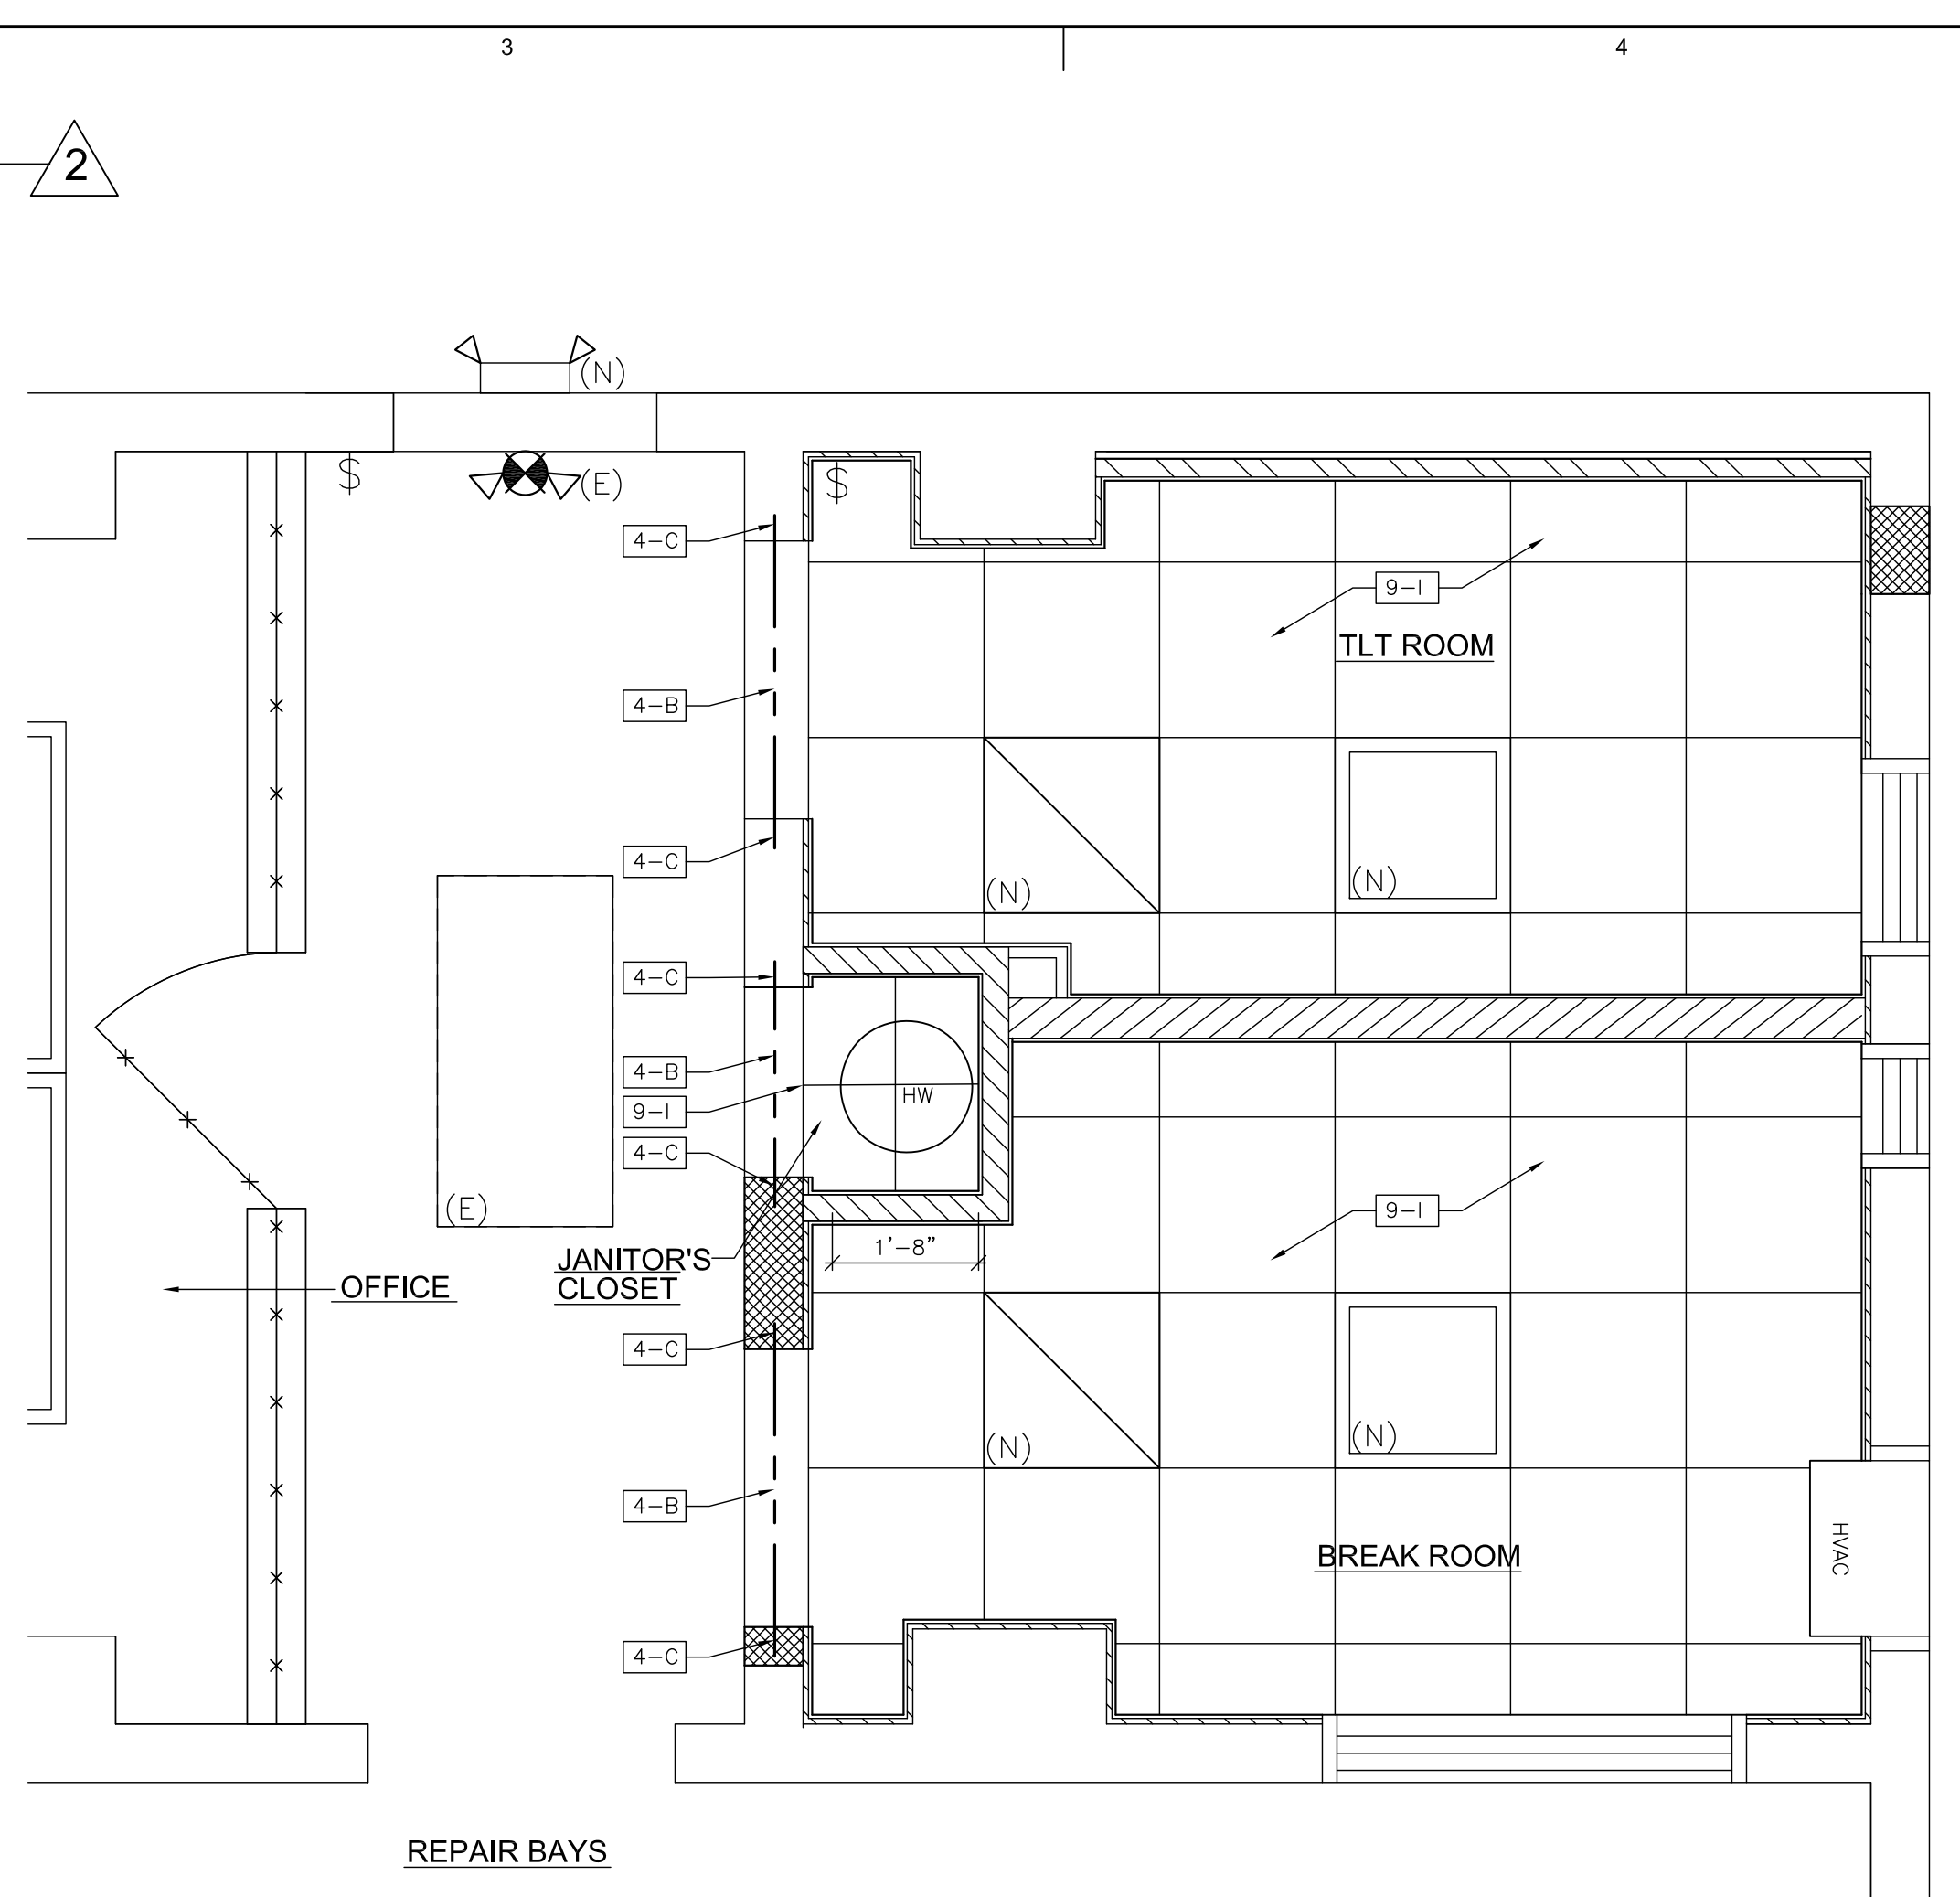 3
4
2
(N)
$
(E)
$
4-C
9-I
TLT ROOM
4-B
4-C
(N)
(N)
4-C
4-B
HW
9-I
4-C
(E)
9-I
1'-8"
JANITOR'S
CLOSET
OFFICE
4-C
(N)
(N)
4-B
BREAK ROOM
HVAC
4-C
REPAIR BAYS